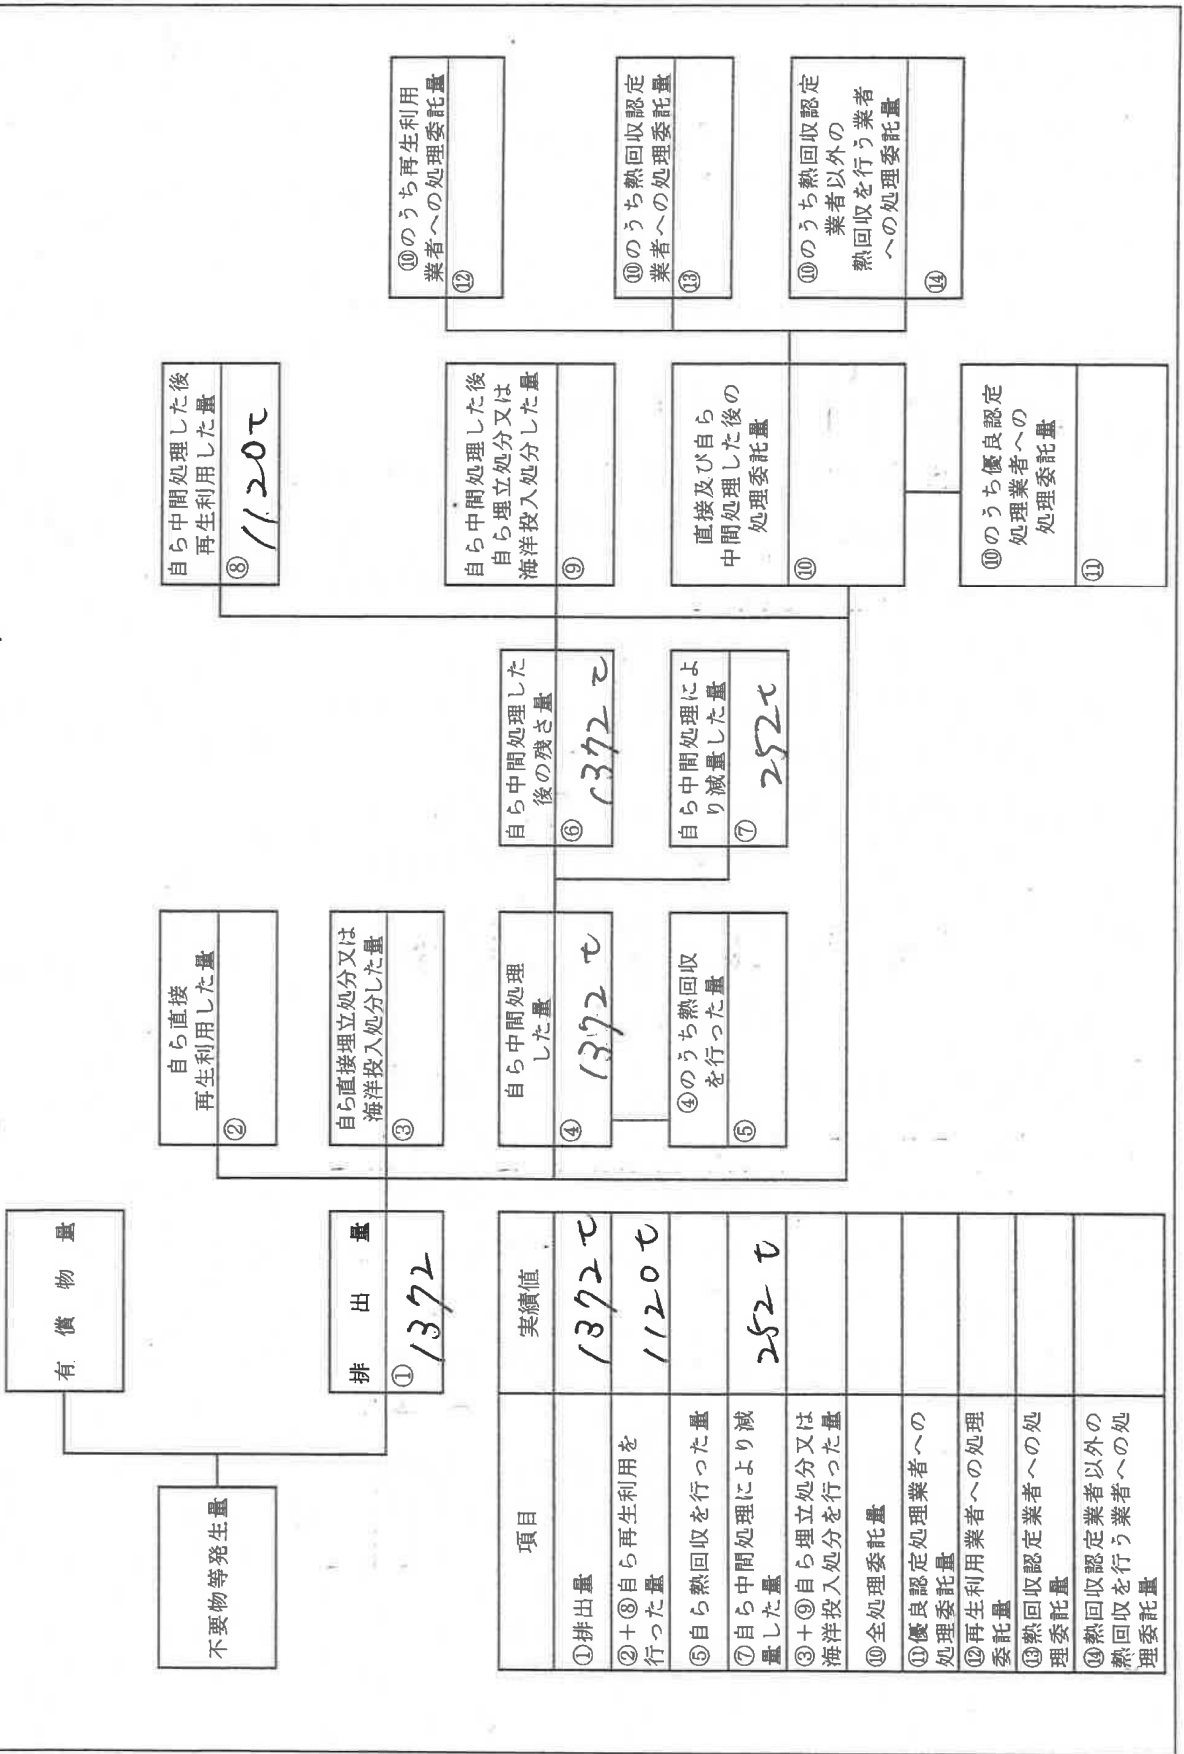 有償物量
不要物等発生量
排出量
①
1372
自ら直接
再生利用した量
②
自ら直接埋立処分又は
海洋投入処分した量
③
自ら中間処理
した量
④
1372 t
④のうち熱回収
を行った量
⑤
自ら中間処理した
後の残さ量
⑥
1372 t
自ら中間処理によ
り減量した量
⑦
252t
自ら中間処理した後
再生利用した量
⑧
1120t
自ら中間処理した後
自ら埋立処分又は
海洋投入処分した量
⑨
直接及び自ら
中間処理した後の
処理委託量
⑩
⑩のうち優良認定
処理業者への
処理委託量
⑪
⑩のうち再生利用
業者への処理委託量
⑫
⑩のうち熱回収認定
業者への処理委託量
⑬
⑩のうち熱回収認定
業者以外の
熱回収を行う業者
への処理委託量
⑭
項目 実績値
①排出量 1372 t
②+⑧自ら再生利用を
行った量 1120 t
⑤自ら熱回収を行った量
⑦自ら中間処理により減
量した量 252 t
③+⑨自ら埋立処分又は
海洋投入処分を行った量
⑩全処理委託量
⑪優良認定処理業者への
処理委託量
⑫再生利用業者への処理
委託量
⑬熱回収認定業者への処
理委託量
⑭熱回収認定業者以外の
熱回収を行う業者への処
理委託量